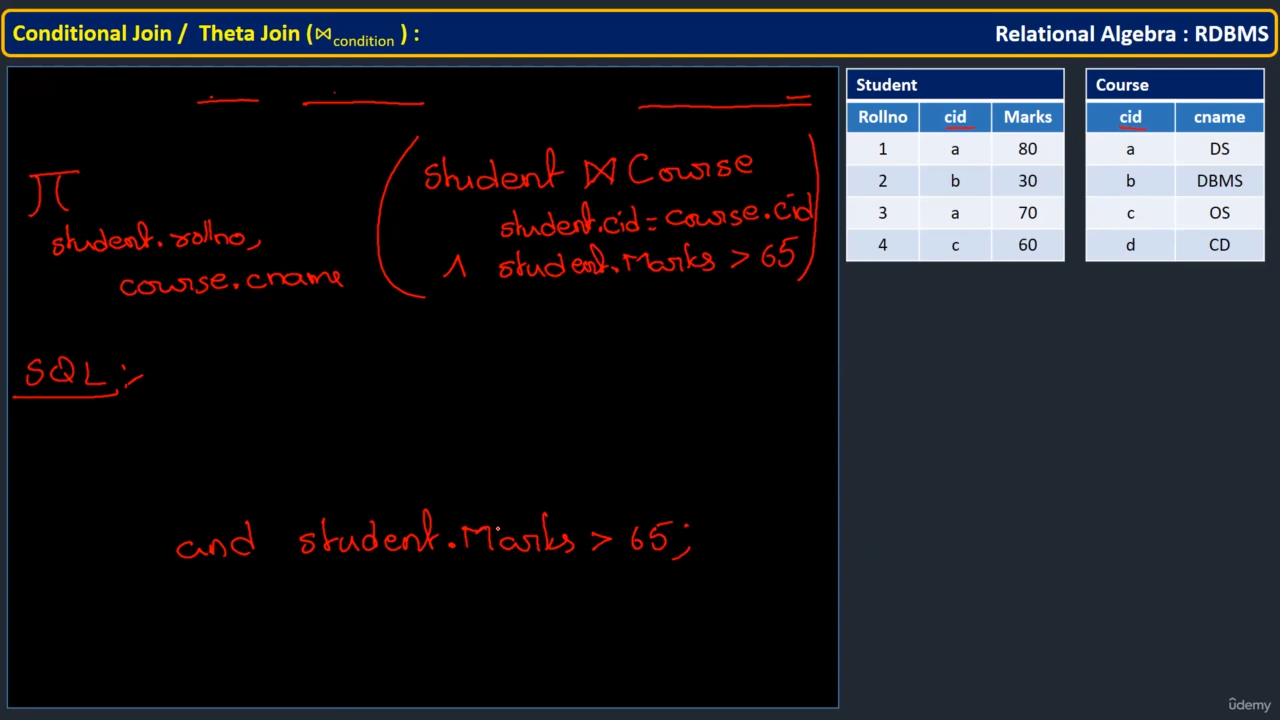 Conditional Join / Theta Join (⋈condition ) :
Relational Algebra : RDBMS
π student.rollno, course.cname
( student ⋈ Course
student.cid = course.cid
∧ student.Marks > 65 )
SQL :-
and student.Marks > 65;
Student
Rollno cid Marks
1 a 80
2 b 30
3 a 70
4 c 60
Course
cid cname
a DS
b DBMS
c OS
d CD
udemy